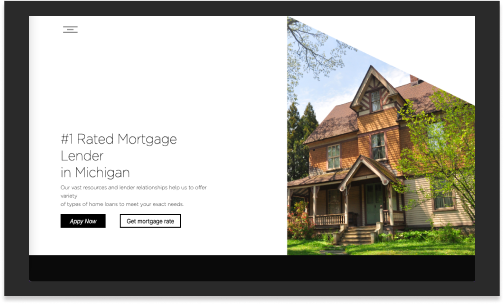 #1 Rated Mortgage
Lender
in Michigan
Our vast resources and lender relationships help us to offer
variety
of types of home loans to meet your exact needs.
Appy Now
Get mortgage rate